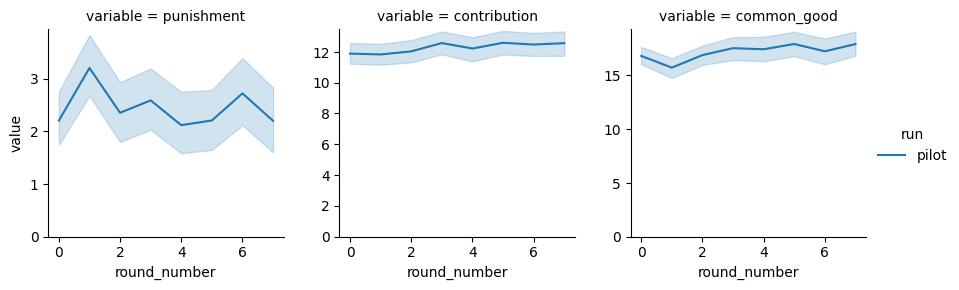 variable = punishment
variable = contribution
variable = common_good
value
3
2
1
0
12
10
8
6
4
2
0
15
10
5
0
0 2 4 6
0 2 4 6
0 2 4 6
round_number
round_number
round_number
run
pilot